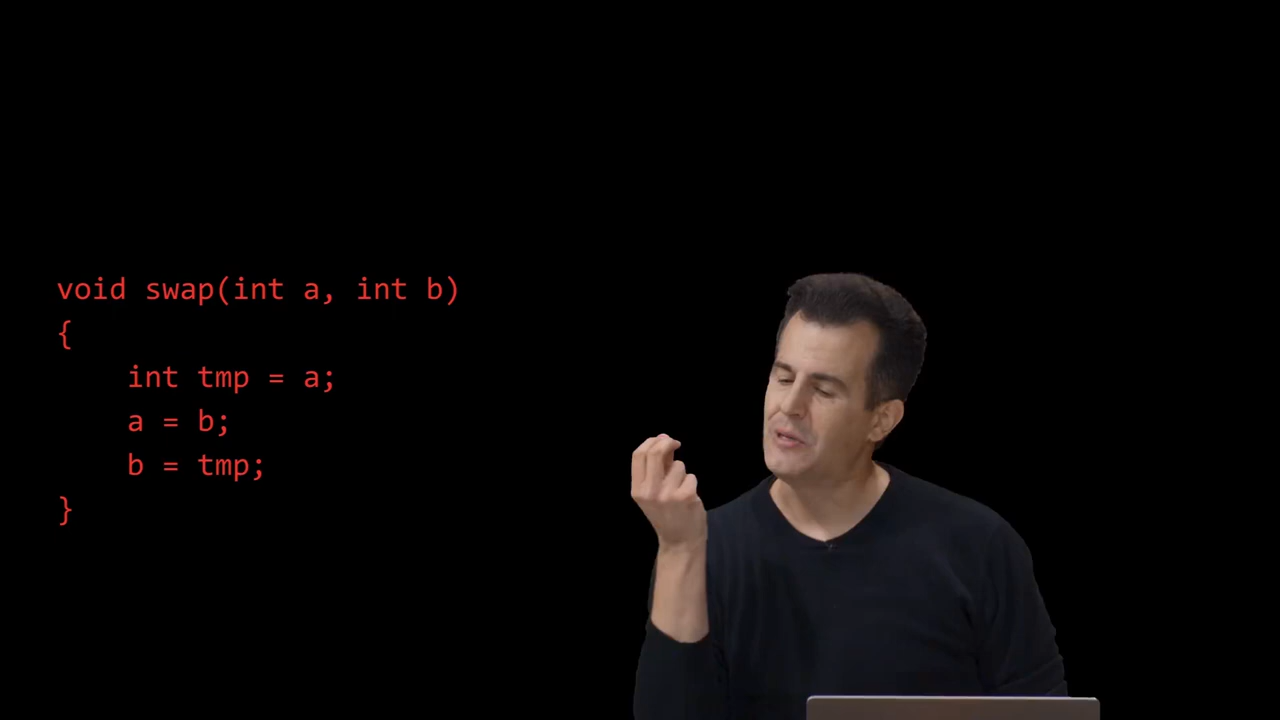 void swap(int a, int b)
{
    int tmp = a;
    a = b;
    b = tmp;
}